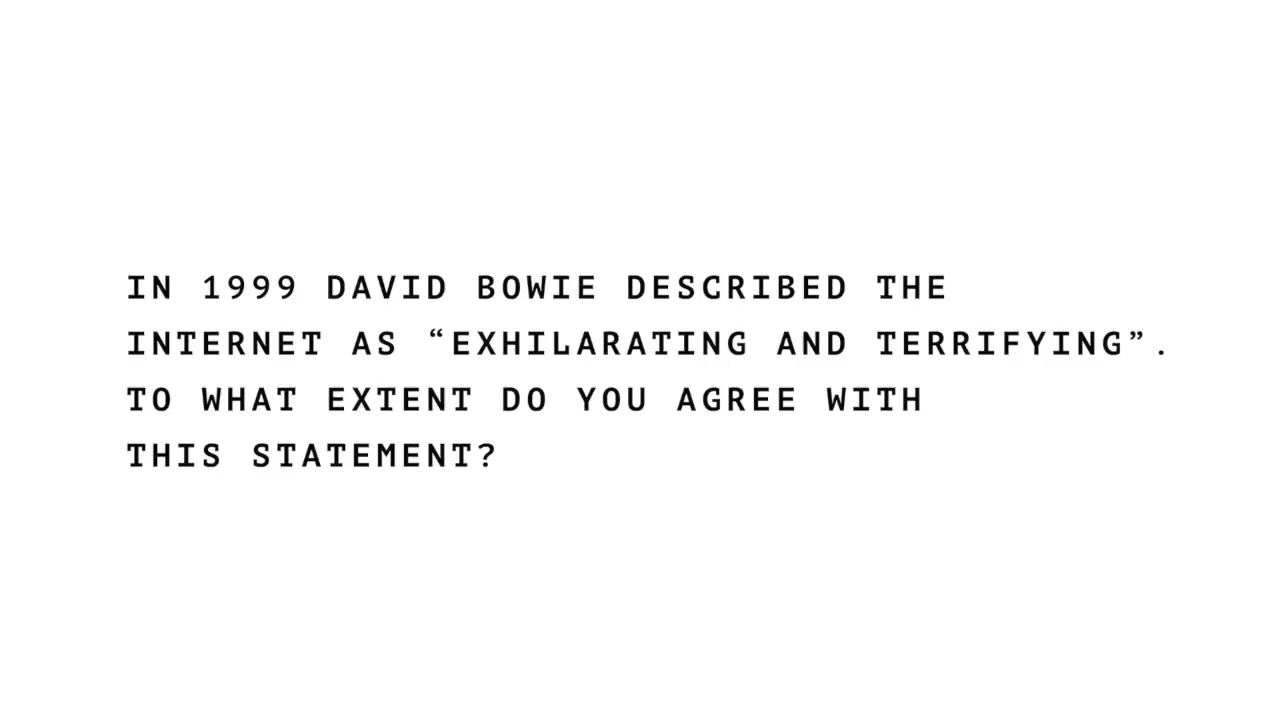 IN 1999 DAVID BOWIE DESCRIBED THE
INTERNET AS “EXHILARATING AND TERRIFYING”.
TO WHAT EXTENT DO YOU AGREE WITH
THIS STATEMENT?